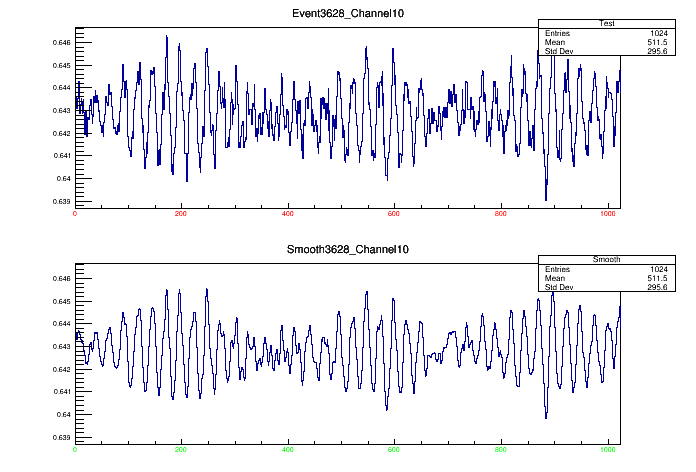 Event3628_Channel10
Test
Entries 1024
Mean 511.5
Std Dev 295.6
0.646
0.645
0.644
0.643
0.642
0.641
0.64
0.639
0 200 400 600 800 1000
Smooth3628_Channel10
Smooth
Entries 1024
Mean 511.5
Std Dev 295.6
0.646
0.645
0.644
0.643
0.642
0.641
0.64
0.639
0 200 400 600 800 1000